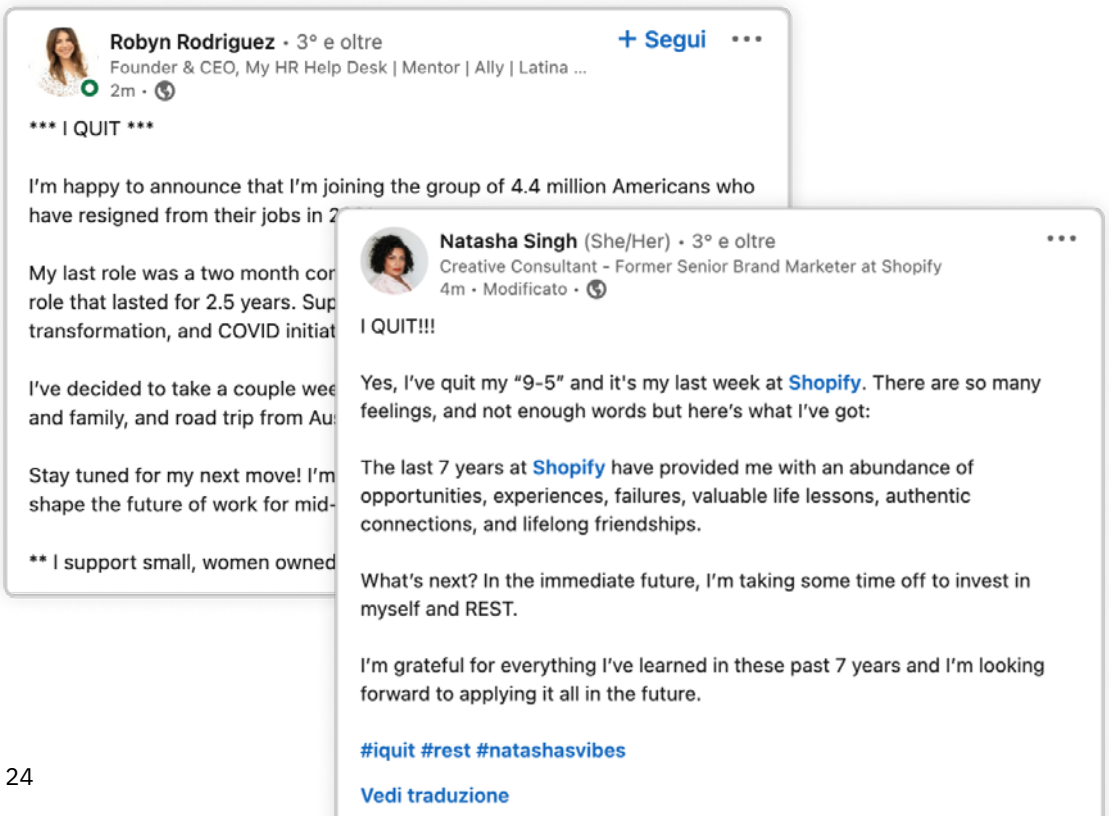 Robyn Rodriguez • 3° e oltre
+ Segui
Founder & CEO, My HR Help Desk | Mentor | Ally | Latina ...
2m •
*** I QUIT ***
I'm happy to announce that I'm joining the group of 4.4 million Americans who
have resigned from their jobs in
My last role was a two month
role that lasted for 2.5 years.
transformation, and COVID
I've decided to take a couple
and family, and road trip from
Stay tuned for my next move! I'm
shape the future of work for mid-
** I support small, women owned
Natasha Singh (She/Her) • 3° e oltre
Creative Consultant - Former Senior Brand Marketer at Shopify
4m • Modificato •
I QUIT!!!
Yes, I've quit my “9-5” and it's my last week at Shopify. There are so many
feelings, and not enough words but here's what I've got:
The last 7 years at Shopify have provided me with an abundance of
opportunities, experiences, failures, valuable life lessons, authentic
connections, and lifelong friendships.
What's next? In the immediate future, I'm taking some time off to invest in
myself and REST.
I'm grateful for everything I've learned in these past 7 years and I'm looking
forward to applying it all in the future.
#iquit #rest #natashasvibes
Vedi traduzione
24